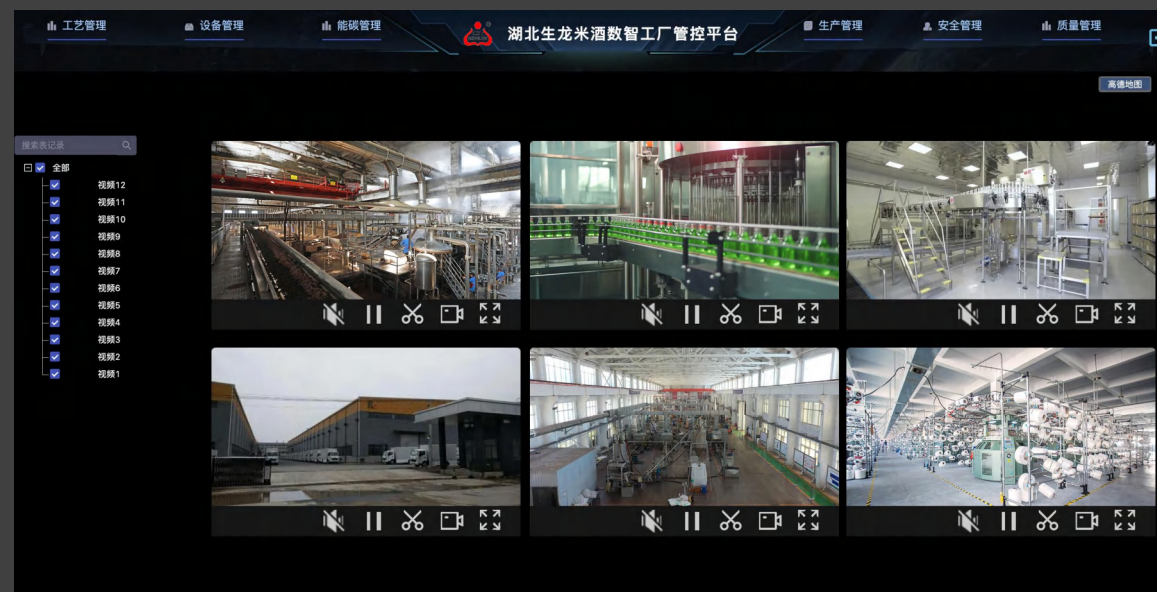 工艺管理
设备管理
能碳管理
湖北生龙米酒数智工厂管控平台
生产管理
安全管理
质量管理
高德地图
搜索表记录
全部
视频12
视频11
视频10
视频9
视频8
视频7
视频6
视频5
视频4
视频3
视频2
视频1